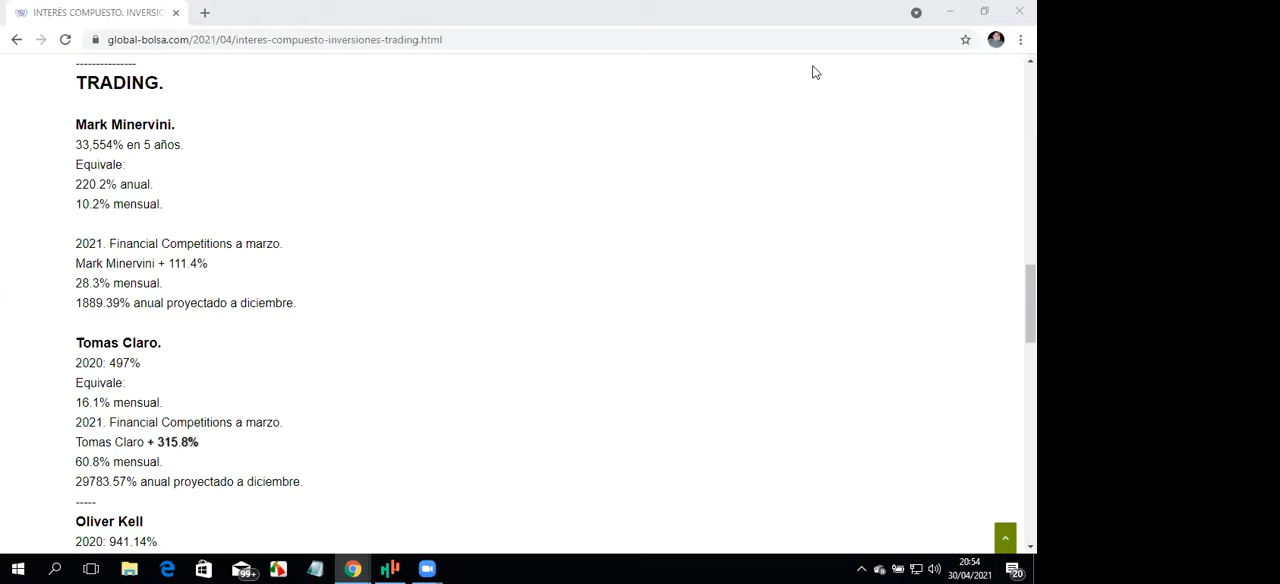 INTERÉS COMPUESTO. INVERSIO
global-bolsa.com/2021/04/interes-compuesto-inversiones-trading.html
---------------
TRADING.
Mark Minervini.
33,554% en 5 años.
Equivale:
220.2% anual.
10.2% mensual.
2021. Financial Competitions a marzo.
Mark Minervini + 111.4%
28.3% mensual.
1889.39% anual proyectado a diciembre.
Tomas Claro.
2020: 497%
Equivale:
16.1% mensual.
2021. Financial Competitions a marzo.
Tomas Claro + 315.8%
60.8% mensual.
29783.57% anual proyectado a diciembre.
-----
Oliver Kell
2020: 941.14%
99+
20:54
30/04/2021
20